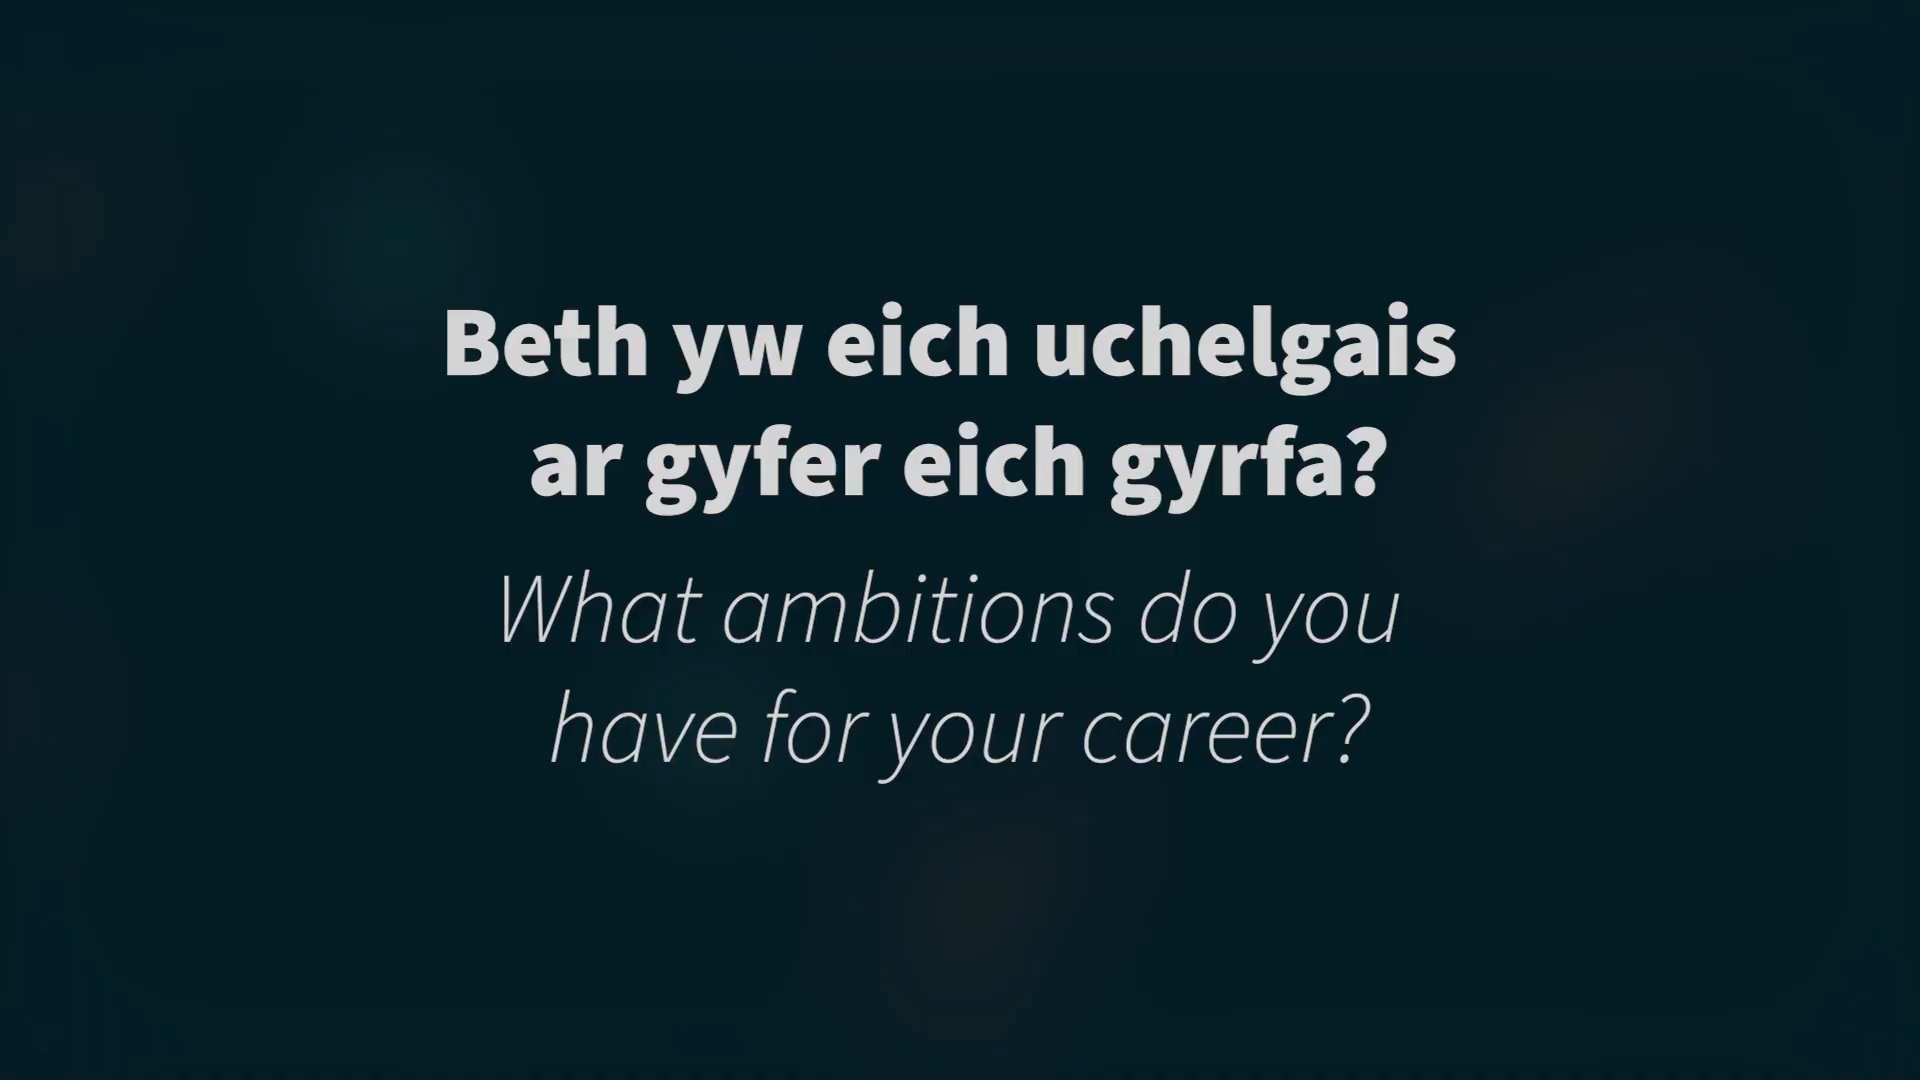 Beth yw eich uchelgais
ar gyfer eich gyrfa?
What ambitions do you
have for your career?